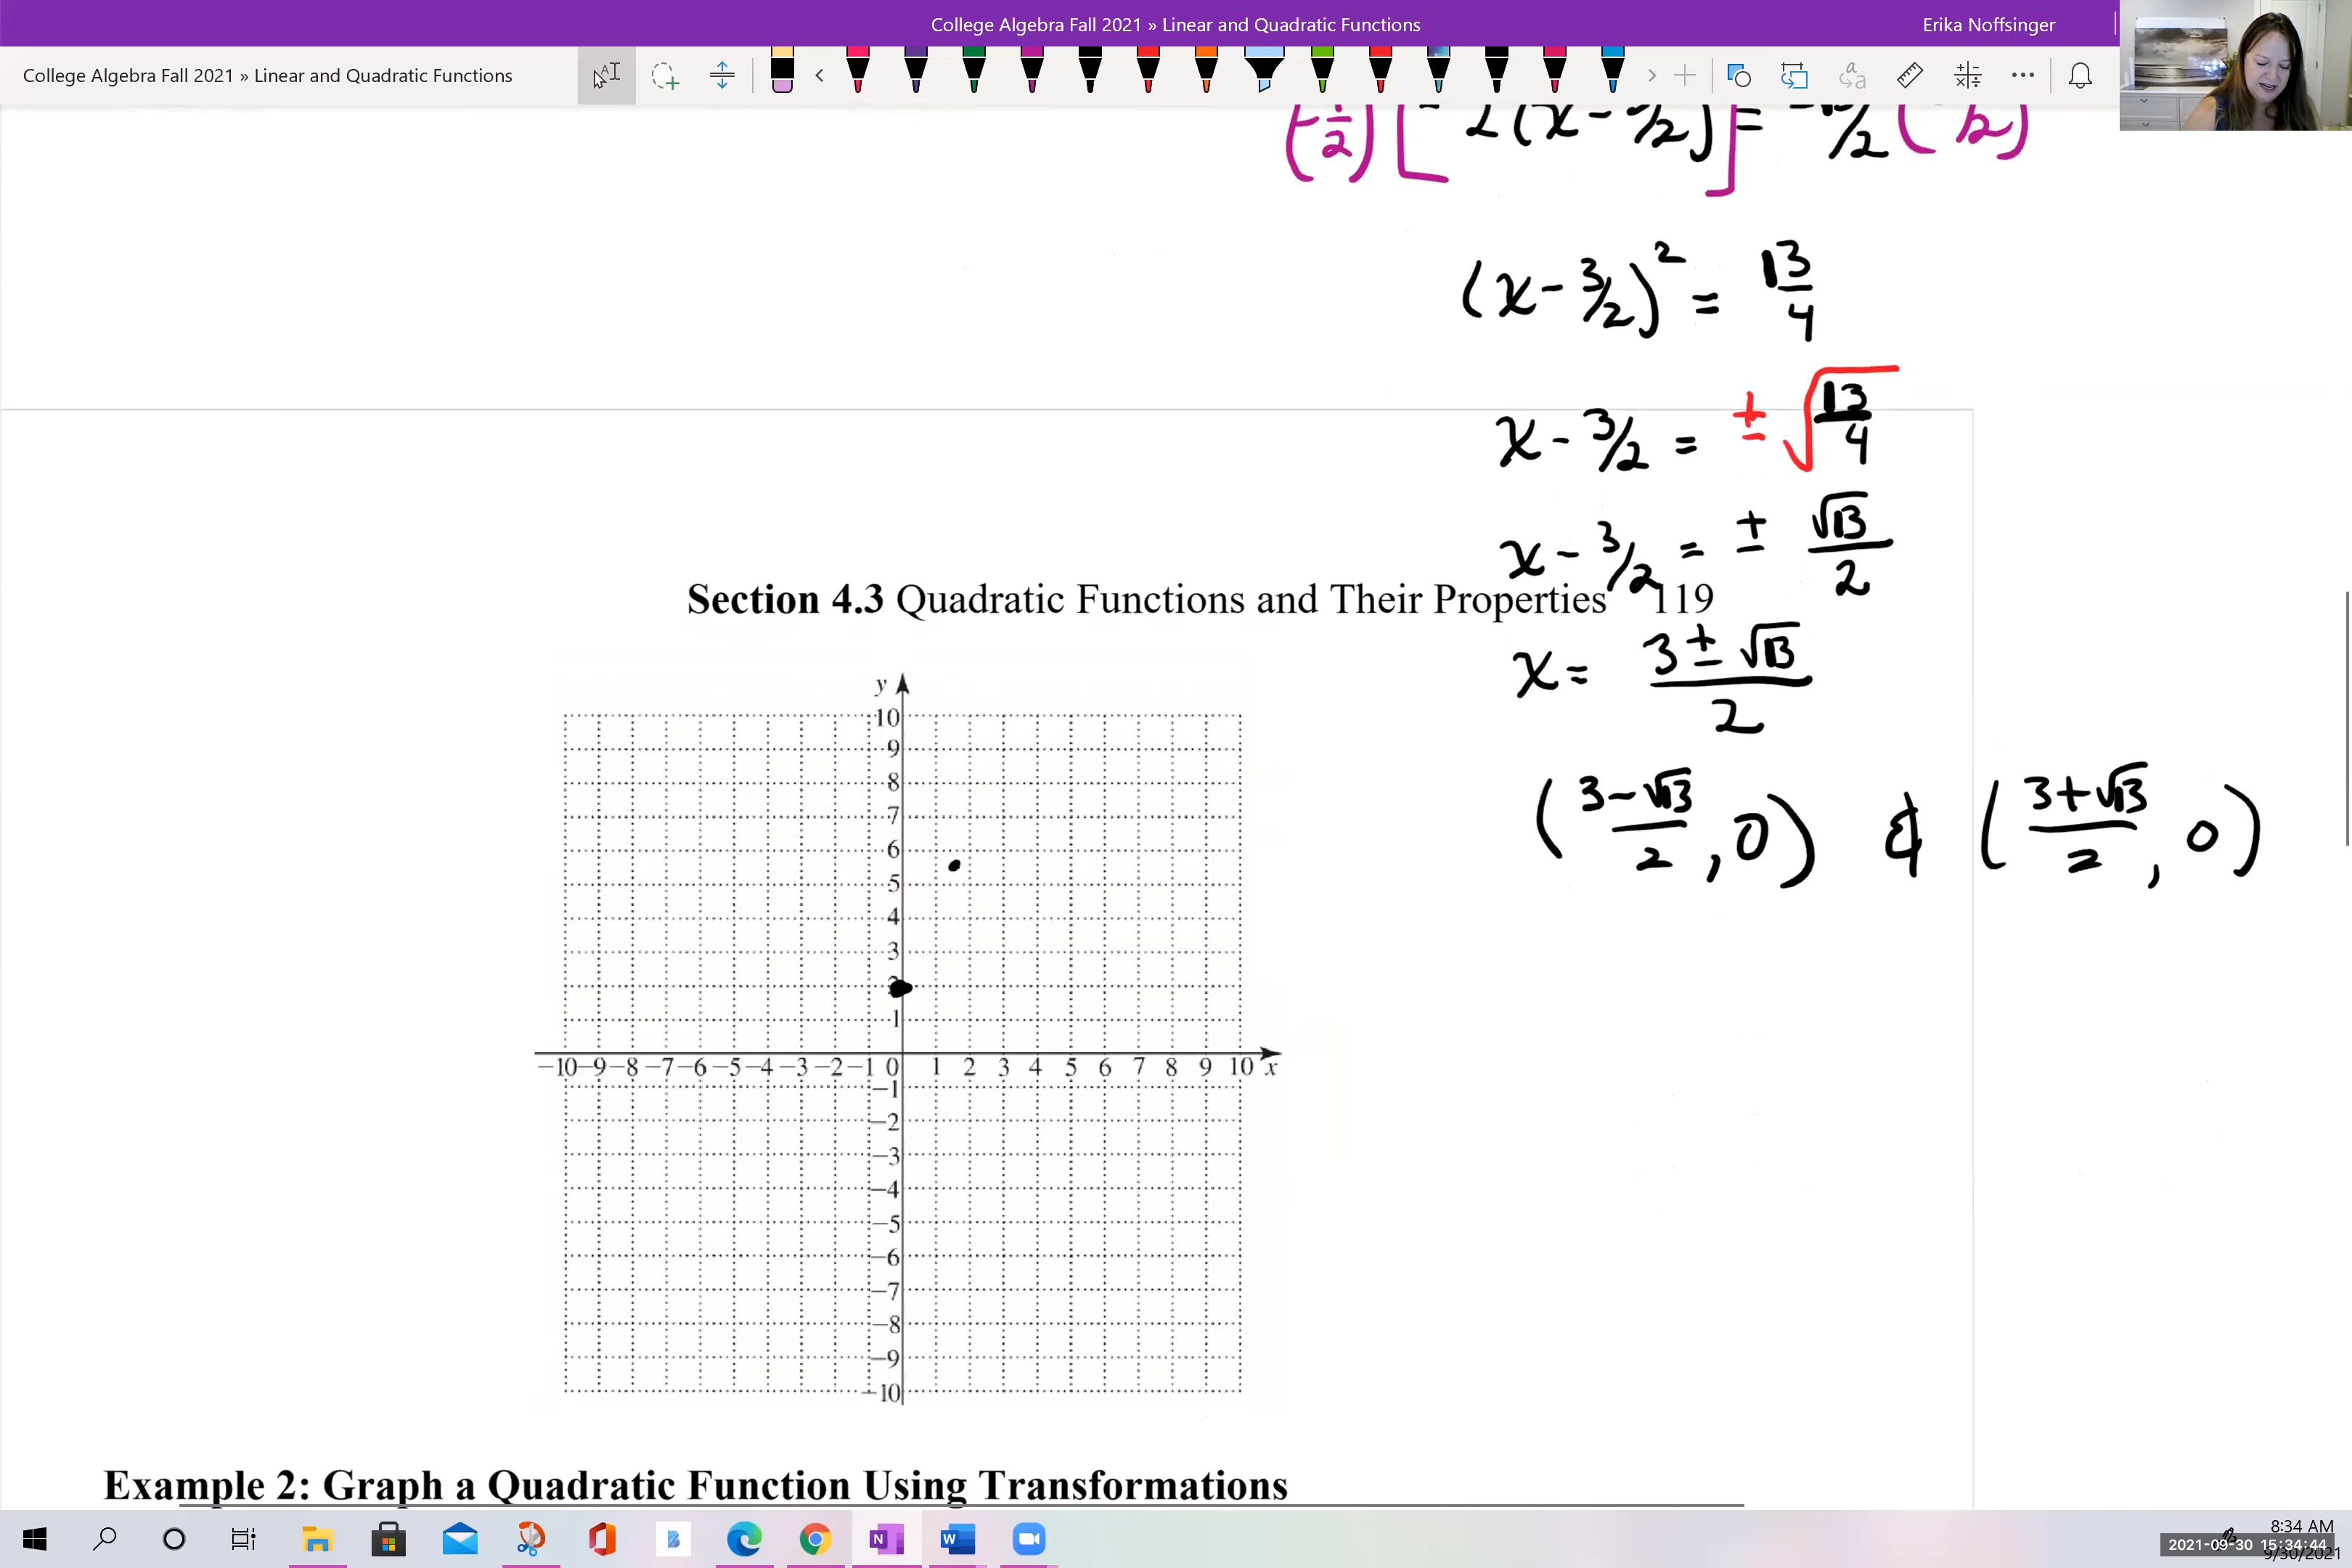 College Algebra Fall 2021 » Linear and Quadratic Functions
Erika Noffsinger
College Algebra Fall 2021 » Linear and Quadratic Functions
(x - 3/2)² = 13/4
x - 3/2 = ± √(13/4)
x - 3/2 = ± √13/2
Section 4.3 Quadratic Functions and Their Properties 119
x = (3 ± √13)/2
((3-√13)/2, 0) & ((3+√13)/2, 0)
y
10
9
8
7
6
5
4
3
1
−10 −9 −8 −7 −6 −5 −4 −3 −2 −1 0 1 2 3 4 5 6 7 8 9 10 x
−1
−2
−3
−4
−5
−6
−7
−8
−9
−10
Example 2: Graph a Quadratic Function Using Transformations
8:34 AM
2021-09-30 15:34:44
9/30/2021